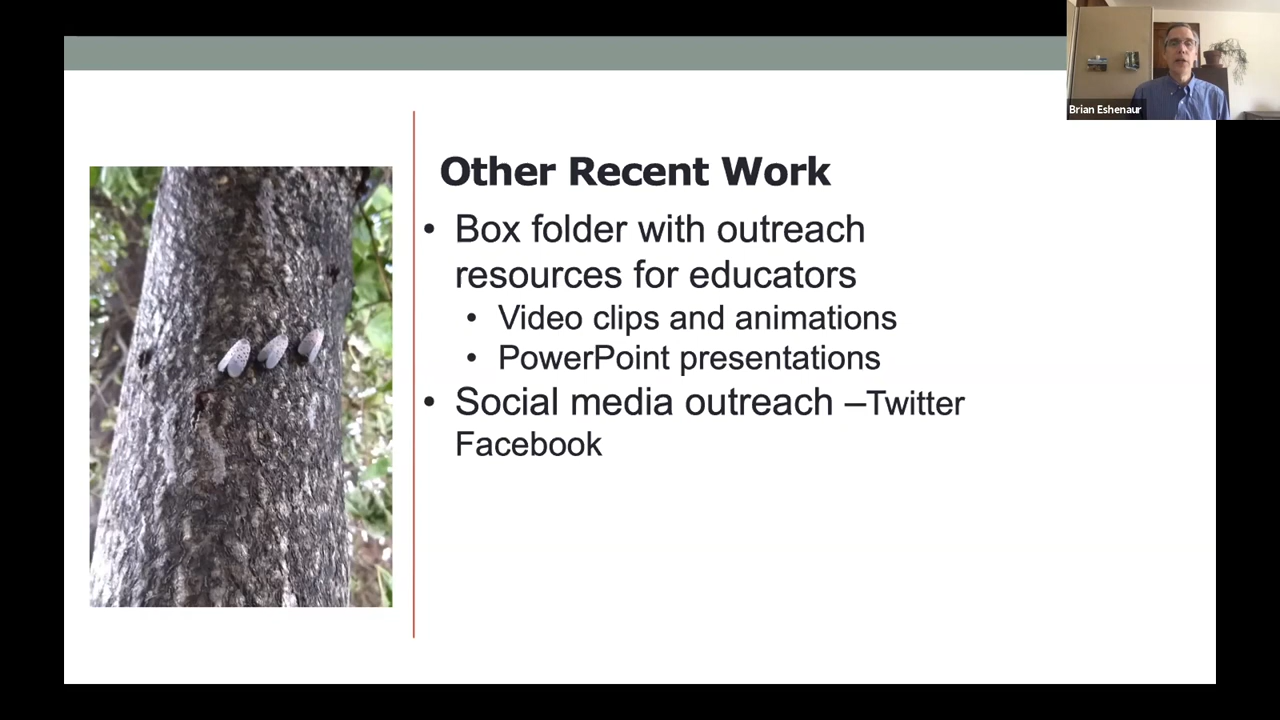 Brian Eshenaur
Other Recent Work
• Box folder with outreach
resources for educators
• Video clips and animations
• PowerPoint presentations
• Social media outreach –Twitter
Facebook